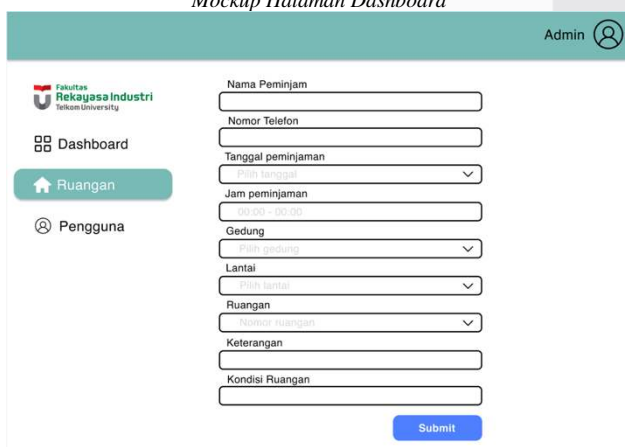 Mockup Halaman Dashboard
Admin
Fakultas
Rekayasa Industri
Telkom University
Dashboard
Ruangan
Pengguna
Nama Peminjam
Nomor Telefon
Tanggal peminjaman
Pilih tanggal
Jam peminjaman
00:00 - 00:00
Gedung
Pilih gedung
Lantai
Pilih lantai
Ruangan
Nomor ruangan
Keterangan
Kondisi Ruangan
Submit